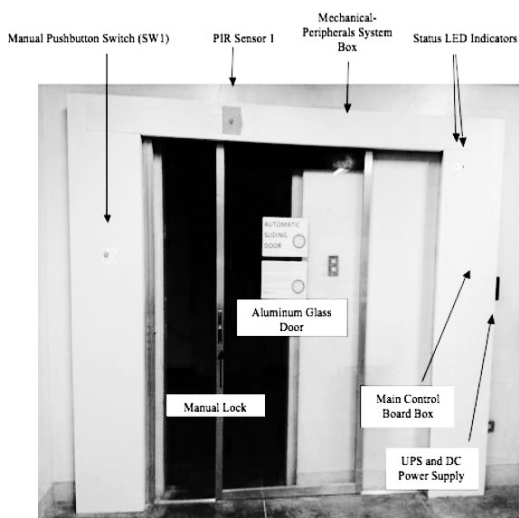 Manual Pushbutton Switch (SW1)
PIR Sensor 1
Mechanical-
Peripherals System
Box
Status LED Indicators
AUTOMATIC
SLIDING
DOOR
Aluminum Glass
Door
Manual Lock
Main Control
Board Box
UPS and DC
Power Supply